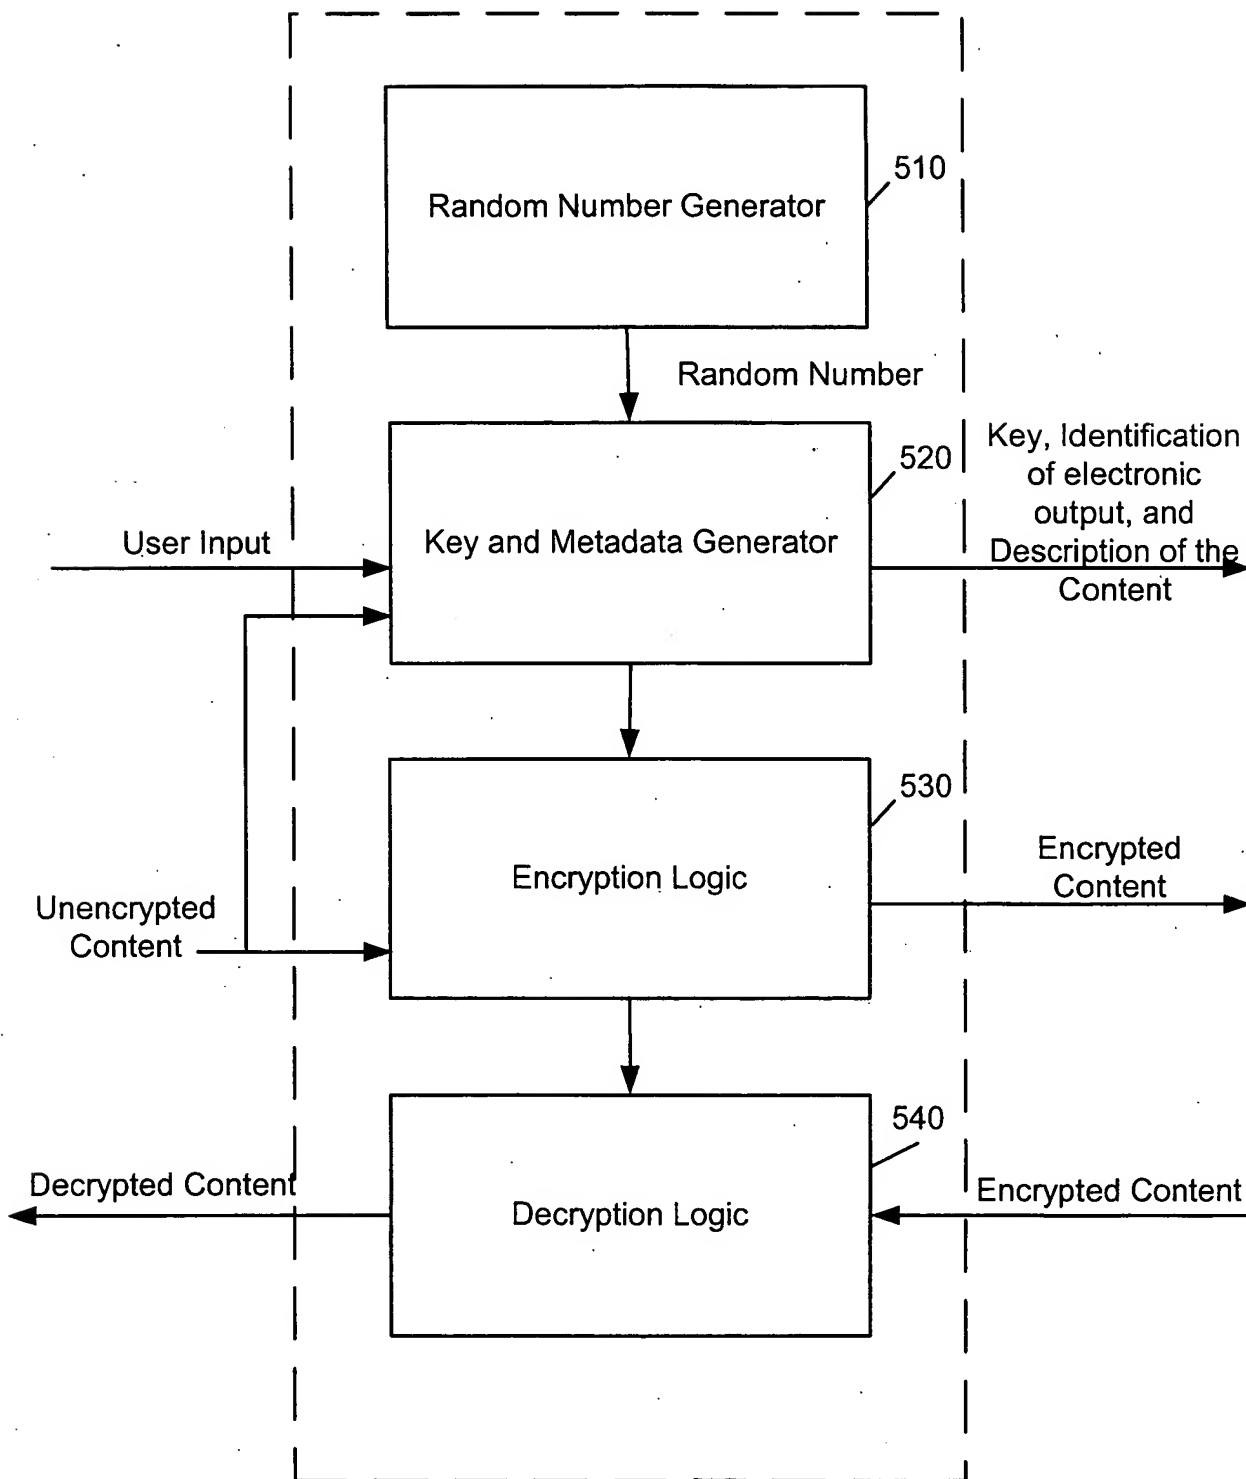 510
Random Number Generator
Random Number
Key, Identification
of electronic
output, and
Description of the
Content
520
User Input
Key and Metadata Generator
530
Encrypted
Content
Encryption Logic
Unencrypted
Content
540
Decrypted Content
Encrypted Content
Decryption Logic